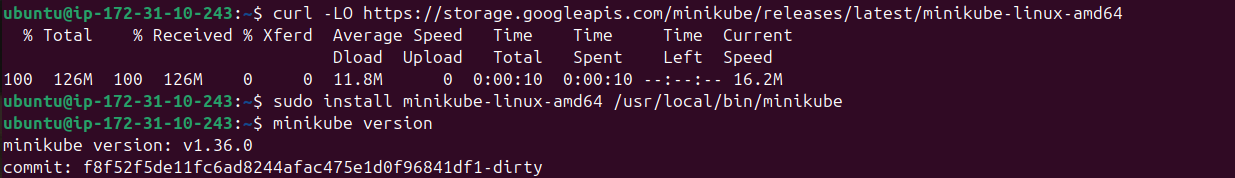 ubuntu@ip-172-31-10-243:~$ curl -LO https://storage.googleapis.com/minikube/releases/latest/minikube-linux-amd64
  % Total    % Received % Xferd  Average Speed   Time    Time     Time  Current
                                 Dload  Upload   Total   Spent    Left  Speed
100  126M  100  126M    0     0  11.8M      0  0:00:10  0:00:10 --:--:-- 16.2M
ubuntu@ip-172-31-10-243:~$ sudo install minikube-linux-amd64 /usr/local/bin/minikube
ubuntu@ip-172-31-10-243:~$ minikube version
minikube version: v1.36.0
commit: f8f52f5de11fc6ad8244afac475e1d0f96841df1-dirty